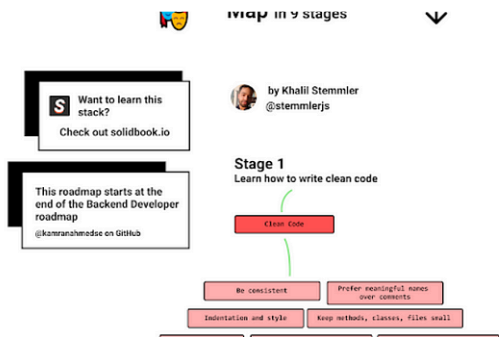 Map in 9 stages
S
Want to learn this
stack?
Check out solidbook.io
by Khalil Stemmler
@stemmlerjs
This roadmap starts at the
end of the Backend Developer
roadmap
@kamranahmedse on GitHub
Stage 1
Learn how to write clean code
Clean Code
Be consistent
Prefer meaningful names
over comments
Indentation and style
Keep methods, classes, files small